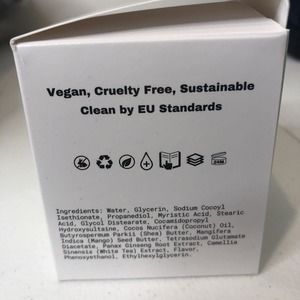 Vegan, Cruelty Free, Sustainable
Clean by EU Standards
24M
Ingredients: Water, Glycerin, Sodium Cocoyl
Isethionate, Propanediol, Myristic Acid, Stearic
Acid, Glycol Distearate, Cocamidopropyl
Hydroxysultaine, Cocos Nucifera (Coconut) Oil,
Butyrospermum Parkii (Shea) Butter, Mangifera
Indica (Mango) Seed Butter, Tetrasodium Glutamate
Diacetate, Panax Ginseng Root Extract, Camellia
Sinensis (White Tea) Extract, Flavor,
Phenoxyethanol, Ethylhexylglycerin.